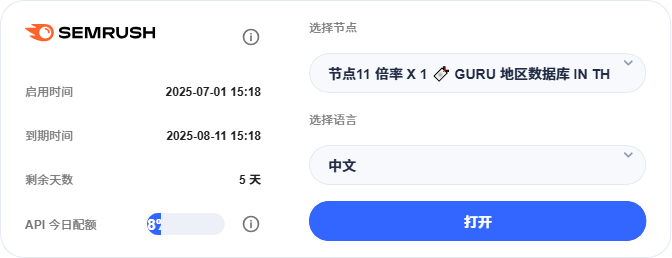 SEMRUSH
启用时间 2025-07-01 15:18
到期时间 2025-08-11 15:18
剩余天数 5 天
API 今日配额 8%
选择节点
节点11 倍率 X 1 GURU 地区数据库 IN TH
选择语言
中文
打开